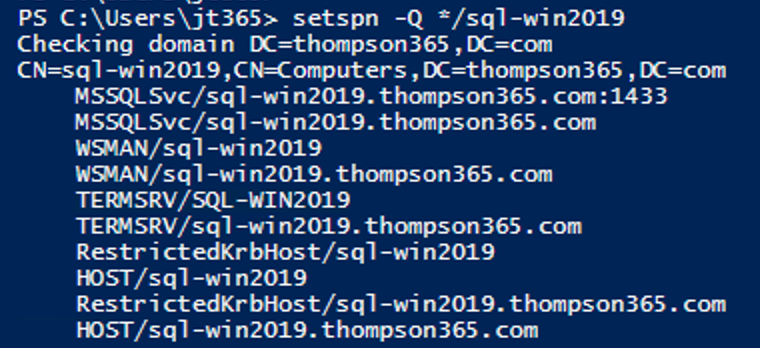 PS C:\Users\jt365> setspn -Q */sql-win2019
Checking domain DC=thompson365,DC=com
CN=sql-win2019,CN=Computers,DC=thompson365,DC=com
MSSQLSvc/sql-win2019.thompson365.com:1433
MSSQLSvc/sql-win2019.thompson365.com
WSMAN/sql-win2019
WSMAN/sql-win2019.thompson365.com
TERMSRV/SQL-WIN2019
TERMSRV/sql-win2019.thompson365.com
RestrictedKrbHost/sql-win2019
HOST/sql-win2019
RestrictedKrbHost/sql-win2019.thompson365.com
HOST/sql-win2019.thompson365.com